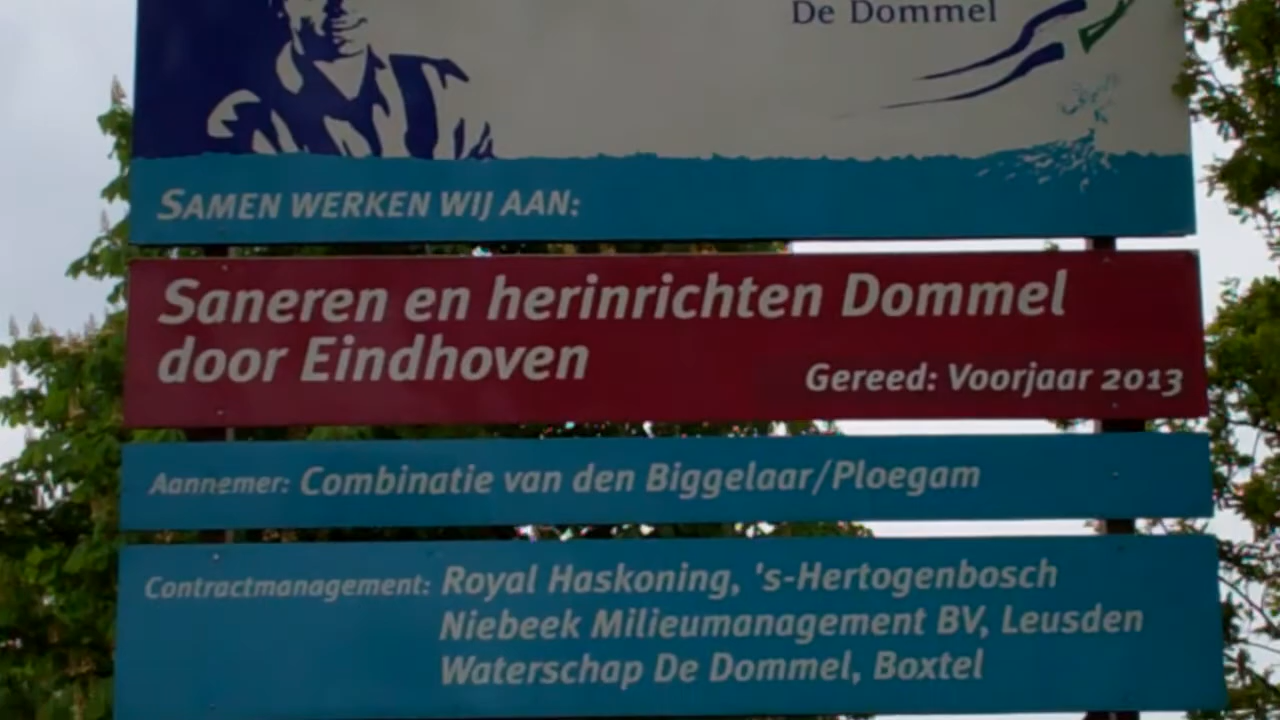 De Dommel
SAMEN WERKEN WIJ AAN:
Saneren en herinrichten Dommel
door Eindhoven
Gereed: Voorjaar 2013
Aannemer: Combinatie van den Biggelaar/Ploegam
Contractmanagement: Royal Haskoning, 's-Hertogenbosch
Niebeek Milieumanagement BV, Leusden
Waterschap De Dommel, Boxtel